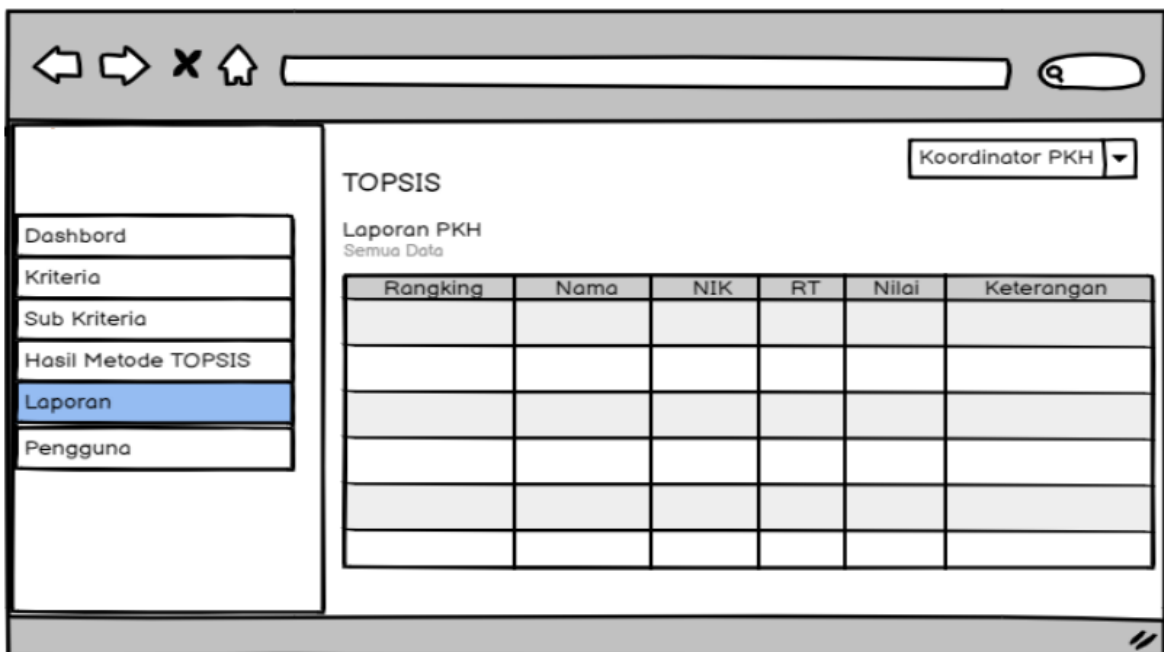 Koordinator PKH
TOPSIS
Dashbord
Kriteria
Sub Kriteria
Hasil Metode TOPSIS
Laporan
Pengguna
Laporan PKH
Semua Data
Rangking Nama NIK RT Nilai Keterangan